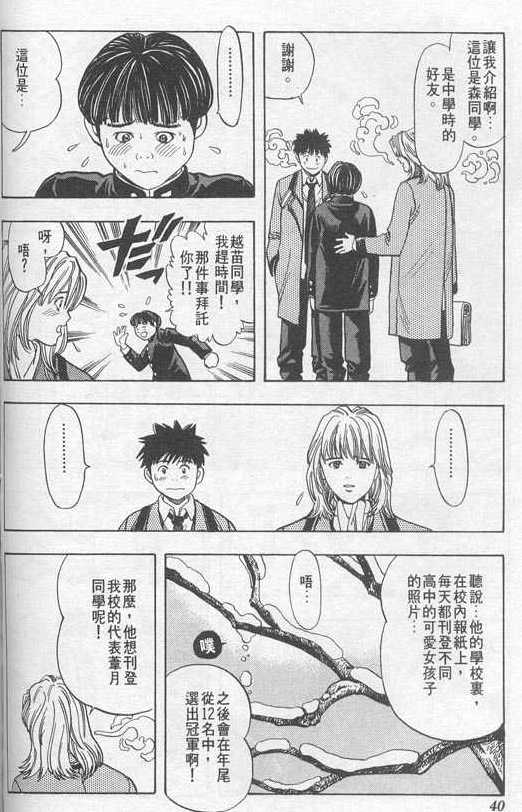 讓我介紹啊…
這位是森同學。
是中學時的
好友。
謝謝。
………
這位是…
越苗同學，
我趕時間！
那件事拜託
你了!!
呀，
唔？
………
………
聽說…他的學校裏，
在校內報紙上，
每天都刊登不同
高中的可愛女孩子
的照片…
唔…
噗
之後會在年尾
從12名中，
選出冠軍啊！
那麼，他想刊登
我校的代表葦月
同學呢！
40